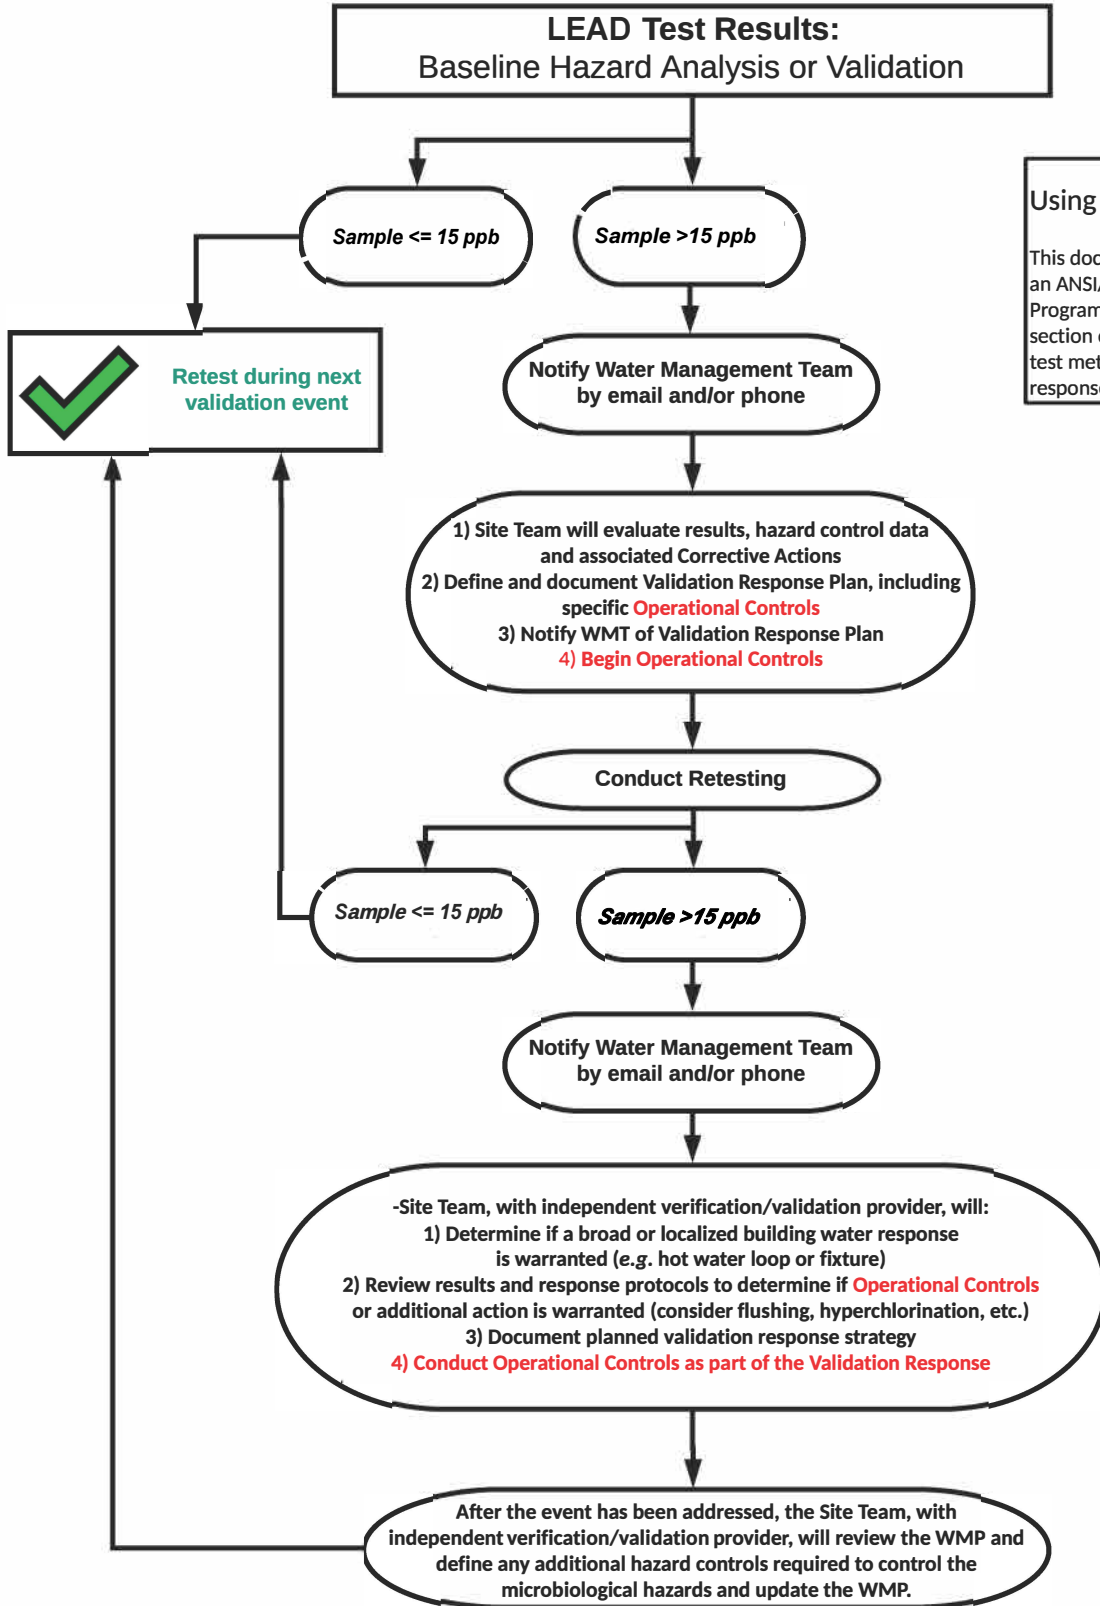 LEAD Test Results:
Baseline Hazard Analysis or Validation
Sample <= 15 ppb
Sample >15 ppb
Using
This doc
an ANSI/
Program
section
test met
respons
Retest during next
validation event
Notify Water Management Team
by email and/or phone
1) Site Team will evaluate results, hazard control data
and associated Corrective Actions
2) Define and document Validation Response Plan, including
specific Operational Controls
3) Notify WMT of Validation Response Plan
4) Begin Operational Controls
Conduct Retesting
Sample <= 15 ppb
Sample >15 ppb
Notify Water Management Team
by email and/or phone
-Site Team, with independent verification/validation provider, will:
1) Determine if a broad or localized building water response
is warranted (e.g. hot water loop or fixture)
2) Review results and response protocols to determine if Operational Controls
or additional action is warranted (consider flushing, hyperchlorination, etc.)
3) Document planned validation response strategy
4) Conduct Operational Controls as part of the Validation Response
After the event has been addressed, the Site Team, with
independent verification/validation provider, will review the WMP and
define any additional hazard controls required to control the
microbiological hazards and update the WMP.